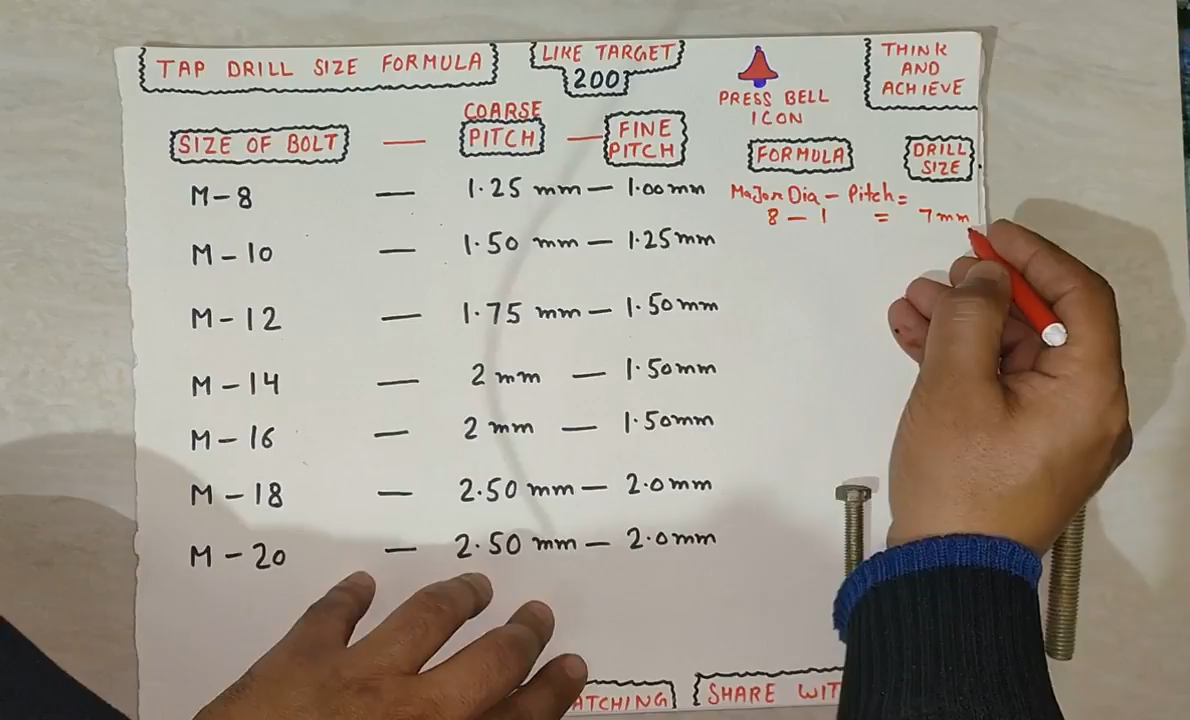 TAP DRILL SIZE FORMULA
LIKE TARGET
200
PRESS BELL
ICON
THINK
AND
ACHIEVE
SIZE OF BOLT — COARSE
PITCH — FINE
PITCH
FORMULA
DRILL
SIZE
M-8 — 1.25 mm — 1.00mm
Major Dia - Pitch =
8 - 1 = 7mm
M-10 — 1.50 mm — 1.25mm
M-12 — 1.75 mm — 1.50mm
M-14 — 2 mm — 1.50mm
M-16 — 2 mm — 1.50mm
M-18 — 2.50 mm — 2.0mm
M-20 — 2.50 mm — 2.0mm
ATCHING
SHARE WIT